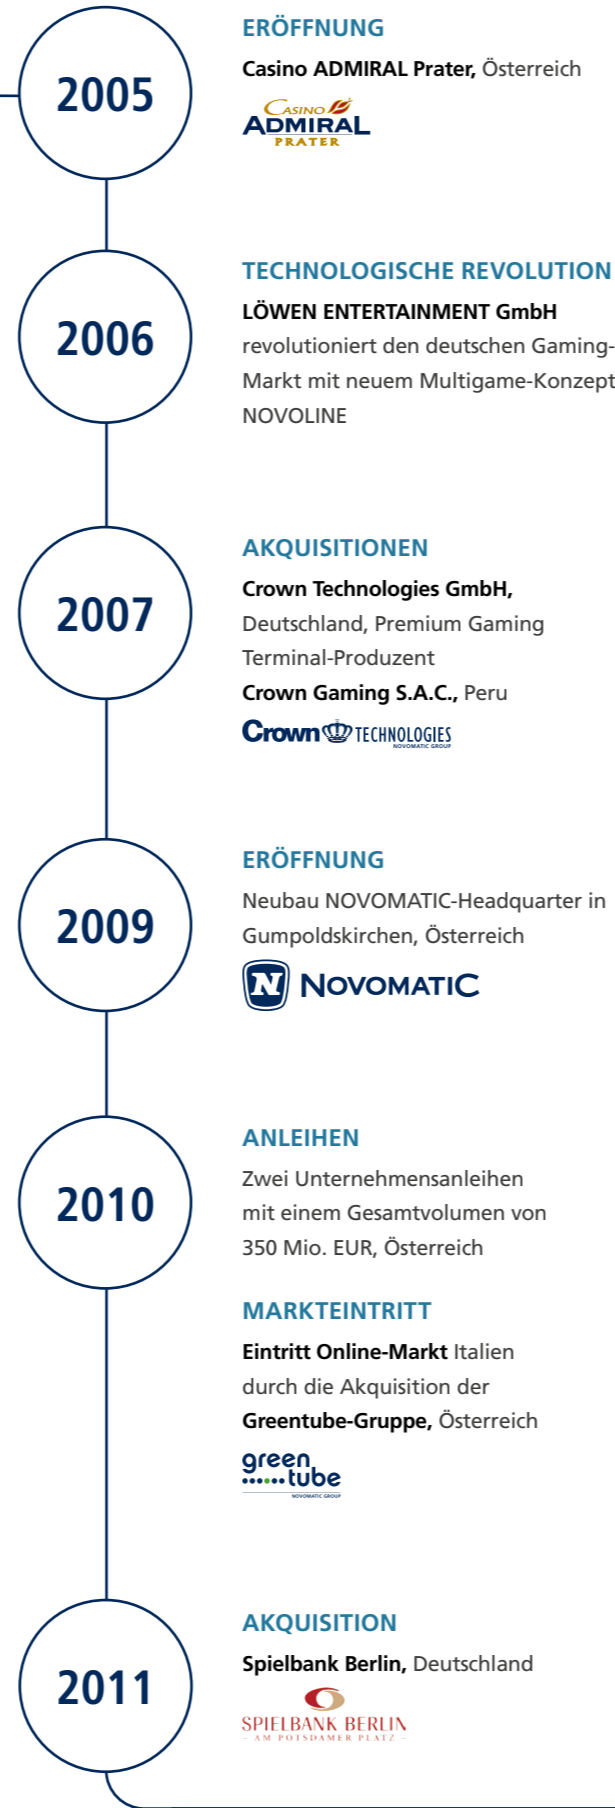 2005
ERÖFFNUNG
Casino ADMIRAL Prater, Österreich
CASINO
ADMIRAL
PRATER
2006
TECHNOLOGISCHE REVOLUTION
LÖWEN ENTERTAINMENT GmbH
revolutioniert den deutschen Gaming-
Markt mit neuem Multigame-Konzept
NOVOLINE
2007
AKQUISITIONEN
Crown Technologies GmbH,
Deutschland, Premium Gaming
Terminal-Produzent
Crown Gaming S.A.C., Peru
Crown TECHNOLOGIES
NOVOMATIC GROUP
2009
ERÖFFNUNG
Neubau NOVOMATIC-Headquarter in
Gumpoldskirchen, Österreich
N NOVOMATIC
2010
ANLEIHEN
Zwei Unternehmensanleihen
mit einem Gesamtvolumen von
350 Mio. EUR, Österreich
MARKTEINTRITT
Eintritt Online-Markt Italien
durch die Akquisition der
Greentube-Gruppe, Österreich
green
tube
NOVOMATIC GROUP
2011
AKQUISITION
Spielbank Berlin, Deutschland
SPIELBANK BERLIN
– AM POTSDAMER PLATZ –